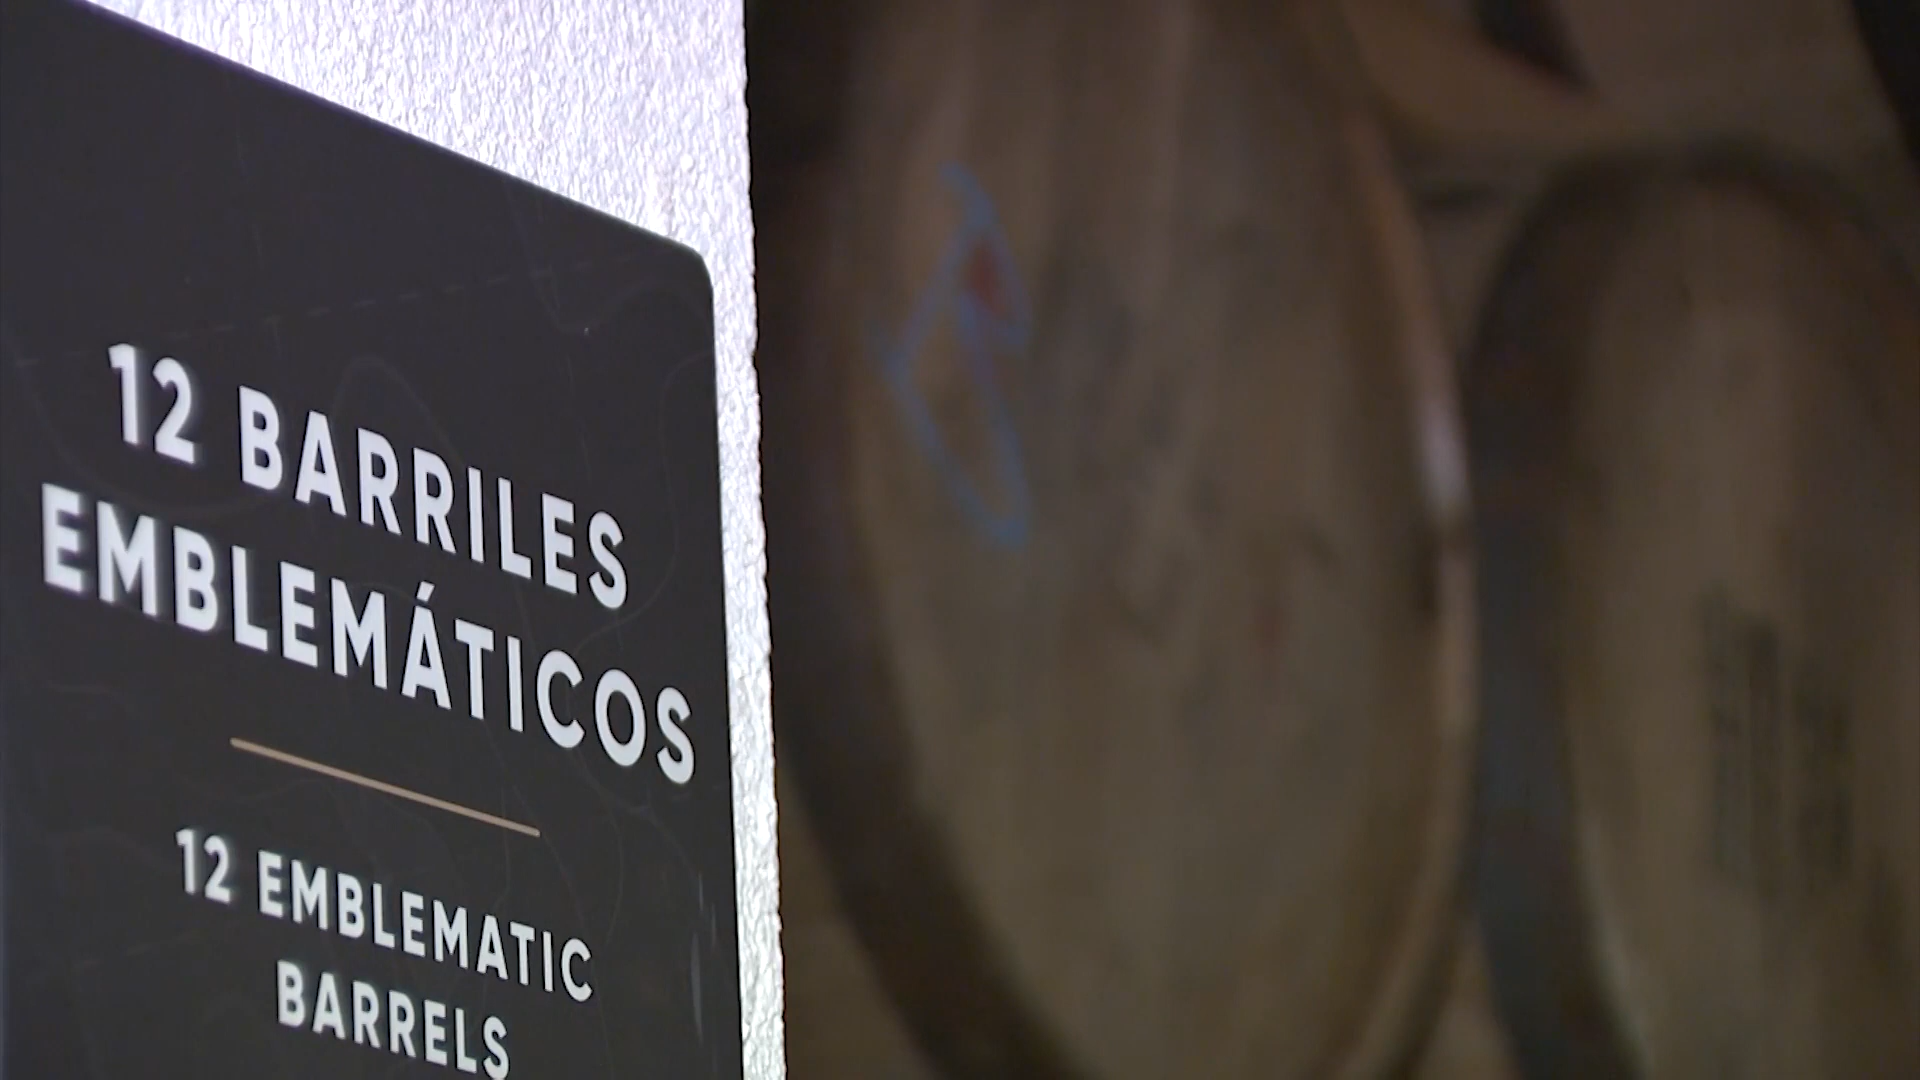 12 BARRILES
EMBLEMÁTICOS
12 EMBLEMATIC
BARRELS